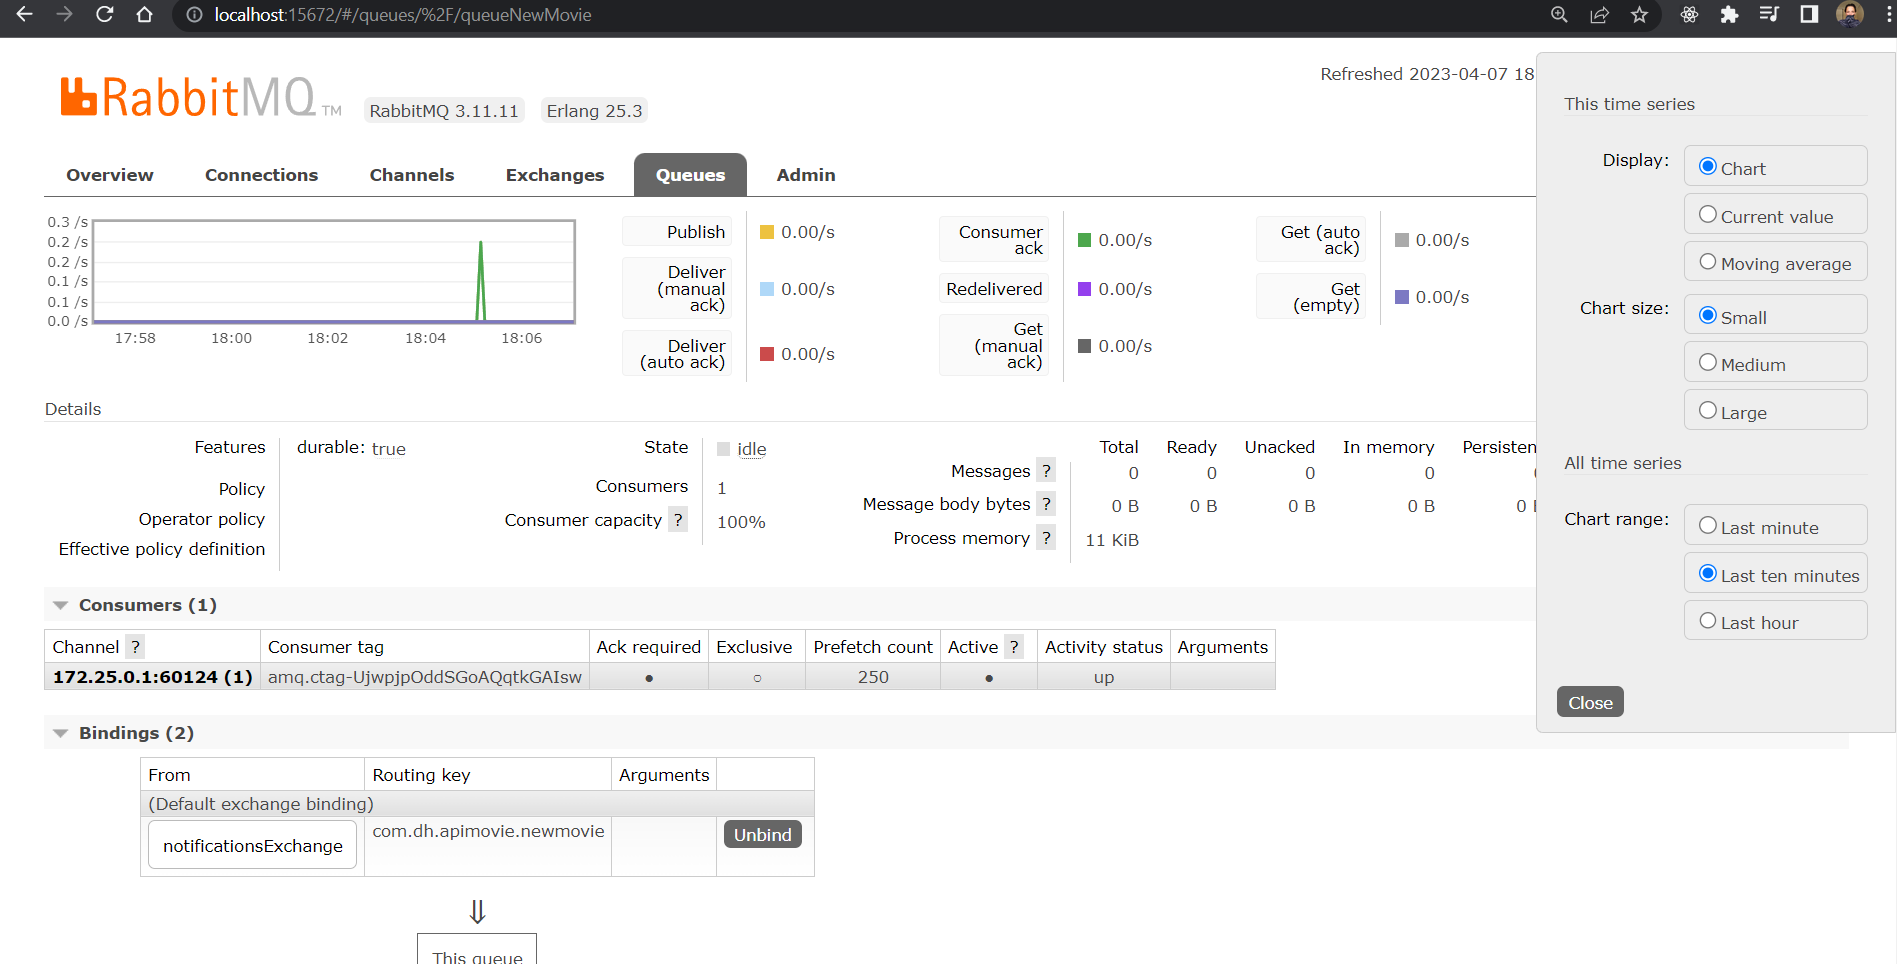 localhost:15672/#/queues/%2F/queueNewMovie
RabbitMQ TM
RabbitMQ 3.11.11
Erlang 25.3
Refreshed 2023-04-07 18
Overview
Connections
Channels
Exchanges
Queues
Admin
0.3 /s
0.2 /s
0.2 /s
0.1 /s
0.1 /s
0.0 /s
17:58 18:00 18:02 18:04 18:06
Publish 0.00/s
Deliver
(manual
ack)
0.00/s
Deliver
(auto ack)
0.00/s
Consumer
ack
0.00/s
Redelivered 0.00/s
Get
(manual
ack)
0.00/s
Get (auto
ack)
0.00/s
Get
(empty)
0.00/s
Details
Features durable: true
Policy
Operator policy
Effective policy definition
State idle
Consumers 1
Consumer capacity ? 100%
Total Ready Unacked In memory Persisten
Messages ? 0 0 0 0
Message body bytes ? 0 B 0 B 0 B 0 B 0
Process memory ? 11 KiB
Consumers (1)
Channel ? Consumer tag Ack required Exclusive Prefetch count Active ? Activity status Arguments
172.25.0.1:60124 (1) amq.ctag-UjwpjpOddSGoAQqtkGAIsw ● ○ 250 ● up
Bindings (2)
From Routing key Arguments
(Default exchange binding)
notificationsExchange com.dh.apimovie.newmovie Unbind
⇓
This queue
This time series
Display:
Chart
Current value
Moving average
Chart size:
Small
Medium
Large
All time series
Chart range:
Last minute
Last ten minutes
Last hour
Close